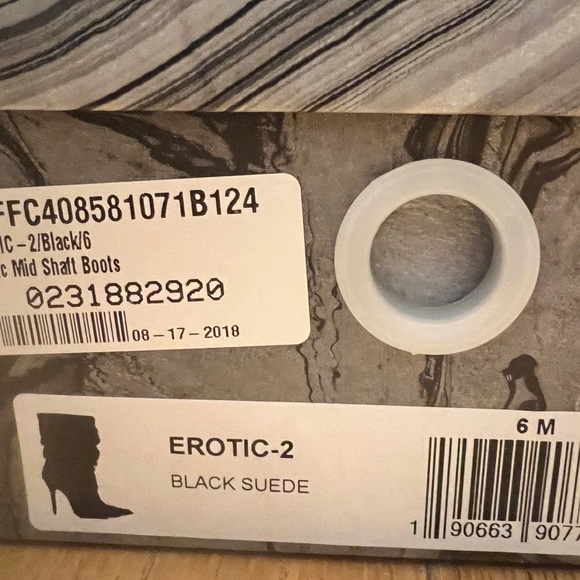 FFC408581071B124
IC-2/Black/6
c Mid Shaft Boots
0231882920
08-17-2018
EROTIC-2
BLACK SUEDE
6 M
1 90663 9077